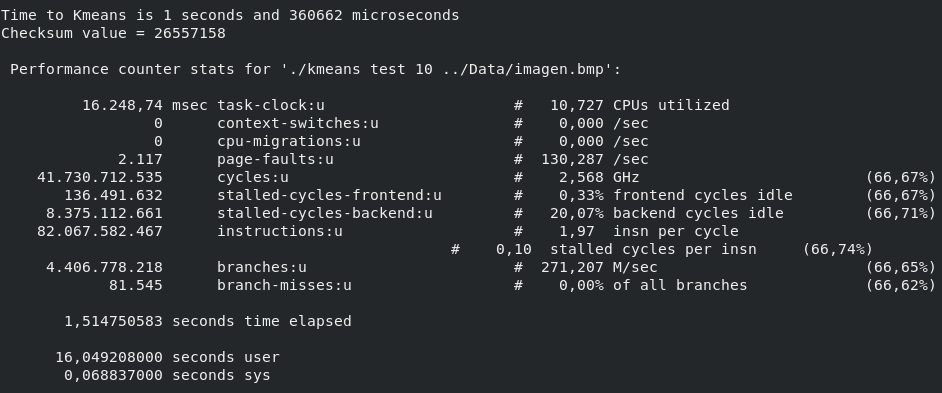 Time to Kmeans is 1 seconds and 360662 microseconds
Checksum value = 26557158
Performance counter stats for './kmeans test 10 ../Data/imagen.bmp':
16.248,74 msec task-clock:u # 10,727 CPUs utilized
0 context-switches:u # 0,000 /sec
0 cpu-migrations:u # 0,000 /sec
2.117 page-faults:u # 130,287 /sec
41.730.712.535 cycles:u # 2,568 GHz (66,67%)
136.491.632 stalled-cycles-frontend:u # 0,33% frontend cycles idle (66,67%)
8.375.112.661 stalled-cycles-backend:u # 20,07% backend cycles idle (66,71%)
82.067.582.467 instructions:u # 1,97 insn per cycle
# 0,10 stalled cycles per insn (66,74%)
4.406.778.218 branches:u # 271,207 M/sec (66,65%)
81.545 branch-misses:u # 0,00% of all branches (66,62%)
1,514750583 seconds time elapsed
16,049208000 seconds user
0,068837000 seconds sys